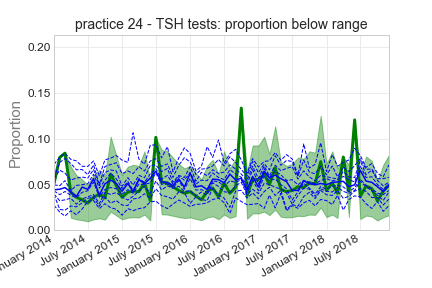 practice 24 - TSH tests: proportion below range
0.20
0.15
0.10
0.05
0.00
Proportion
nuary 2014
July 2014
January 2015
July 2015
January 2016
July 2016
January 2017
July 2017
January 2018
July 2018